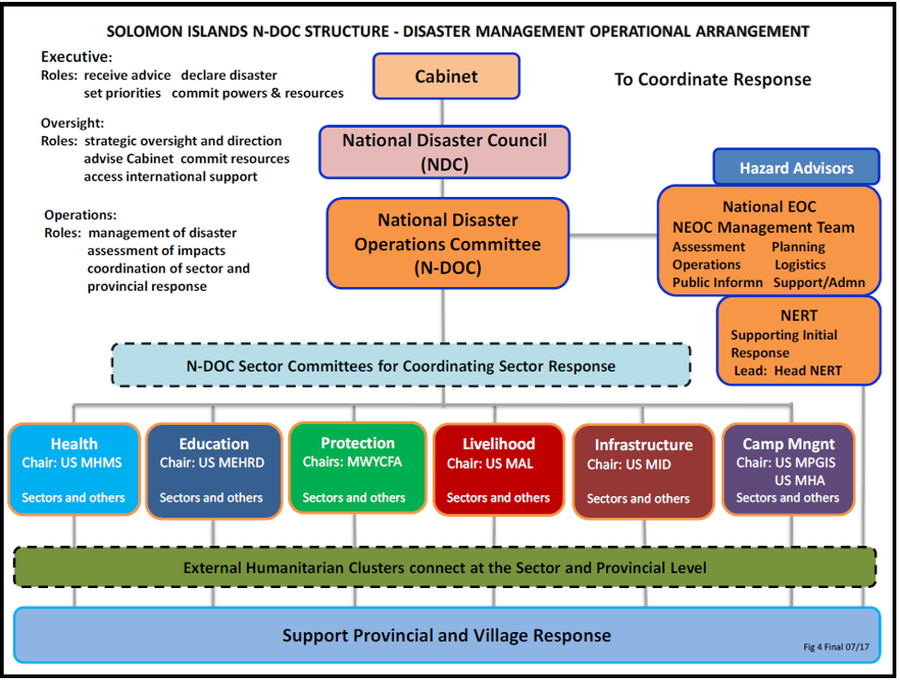 SOLOMON ISLANDS N-DOC STRUCTURE - DISASTER MANAGEMENT OPERATIONAL ARRANGEMENT
Executive:
Roles: receive advice declare disaster
set priorities commit powers & resources
Cabinet
To Coordinate Response
Oversight:
Roles: strategic oversight and direction
advise Cabinet commit resources
access international support
National Disaster Council
(NDC)
Hazard Advisors
Operations:
Roles: management of disaster
assessment of impacts
coordination of sector and
provincial response
National Disaster
Operations Committee
(N-DOC)
National EOC
NEOC Management Team
Assessment Planning
Operations Logistics
Public Informn Support/Admn
NERT
Supporting Initial
Response
Lead: Head NERT
N-DOC Sector Committees for Coordinating Sector Response
Health
Chair: US MHMS
Sectors and others
Education
Chair: US MEHRD
Sectors and others
Protection
Chairs: MWYCFA
Sectors and others
Livelihood
Chair: US MAL
Sectors and others
Infrastructure
Chair: US MID
Sectors and others
Camp Mngnt
Chair: US MPGIS
US MHA
Sectors and others
External Humanitarian Clusters connect at the Sector and Provincial Level
Support Provincial and Village Response
Fig 4 Final 07/17